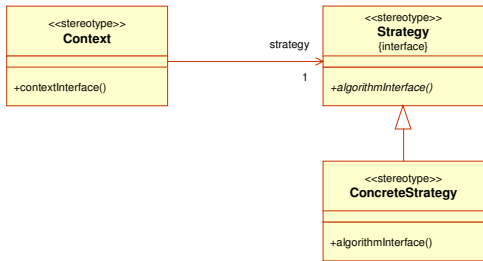 <<stereotype>>
Context
+contextInterface()
strategy
1
<<stereotype>>
Strategy
{interface}
+algorithmInterface()
<<stereotype>>
ConcreteStrategy
+algorithmInterface()